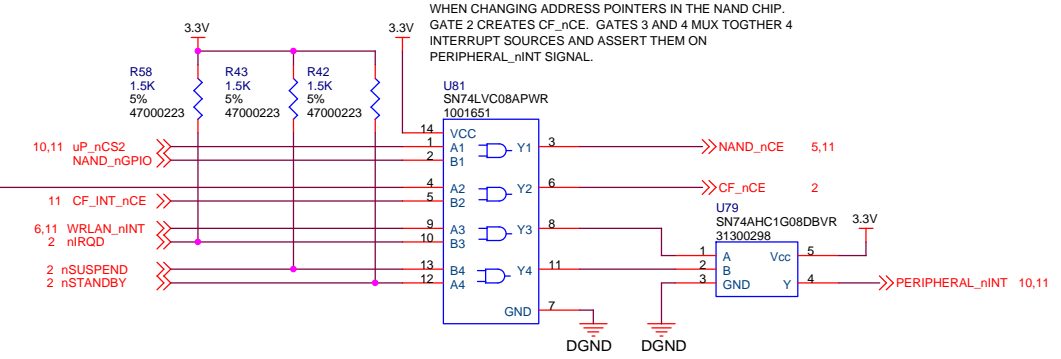 WHEN CHANGING ADDRESS POINTERS IN THE NAND CHIP.
GATE 2 CREATES CF_nCE.  GATES 3 AND 4 MUX TOGTHER 4
INTERRUPT SOURCES AND ASSERT THEM ON
PERIPHERAL_nINT SIGNAL.
3.3V
3.3V
R58
1.5K
5%
47000223
R43
1.5K
5%
47000223
R42
1.5K
5%
47000223
U81
SN74LVC08APWR
1001651
14 VCC
10,11 uP_nCS2 1 A1 Y1 3 NAND_nCE 5,11
NAND_nGPIO 2 B1
4 A2 Y2 6 CF_nCE 2
11 CF_INT_nCE 5 B2
6,11 WRLAN_nINT 9 A3 Y3 8
2 nIRQD 10 B3
2 nSUSPEND 13 B4 Y4 11
2 nSTANDBY 12 A4
GND 7
DGND
U79
SN74AHC1G08DBVR
31300298
3.3V
1 A Vcc 5
2 B
3 GND Y 4 PERIPHERAL_nINT 10,11
DGND